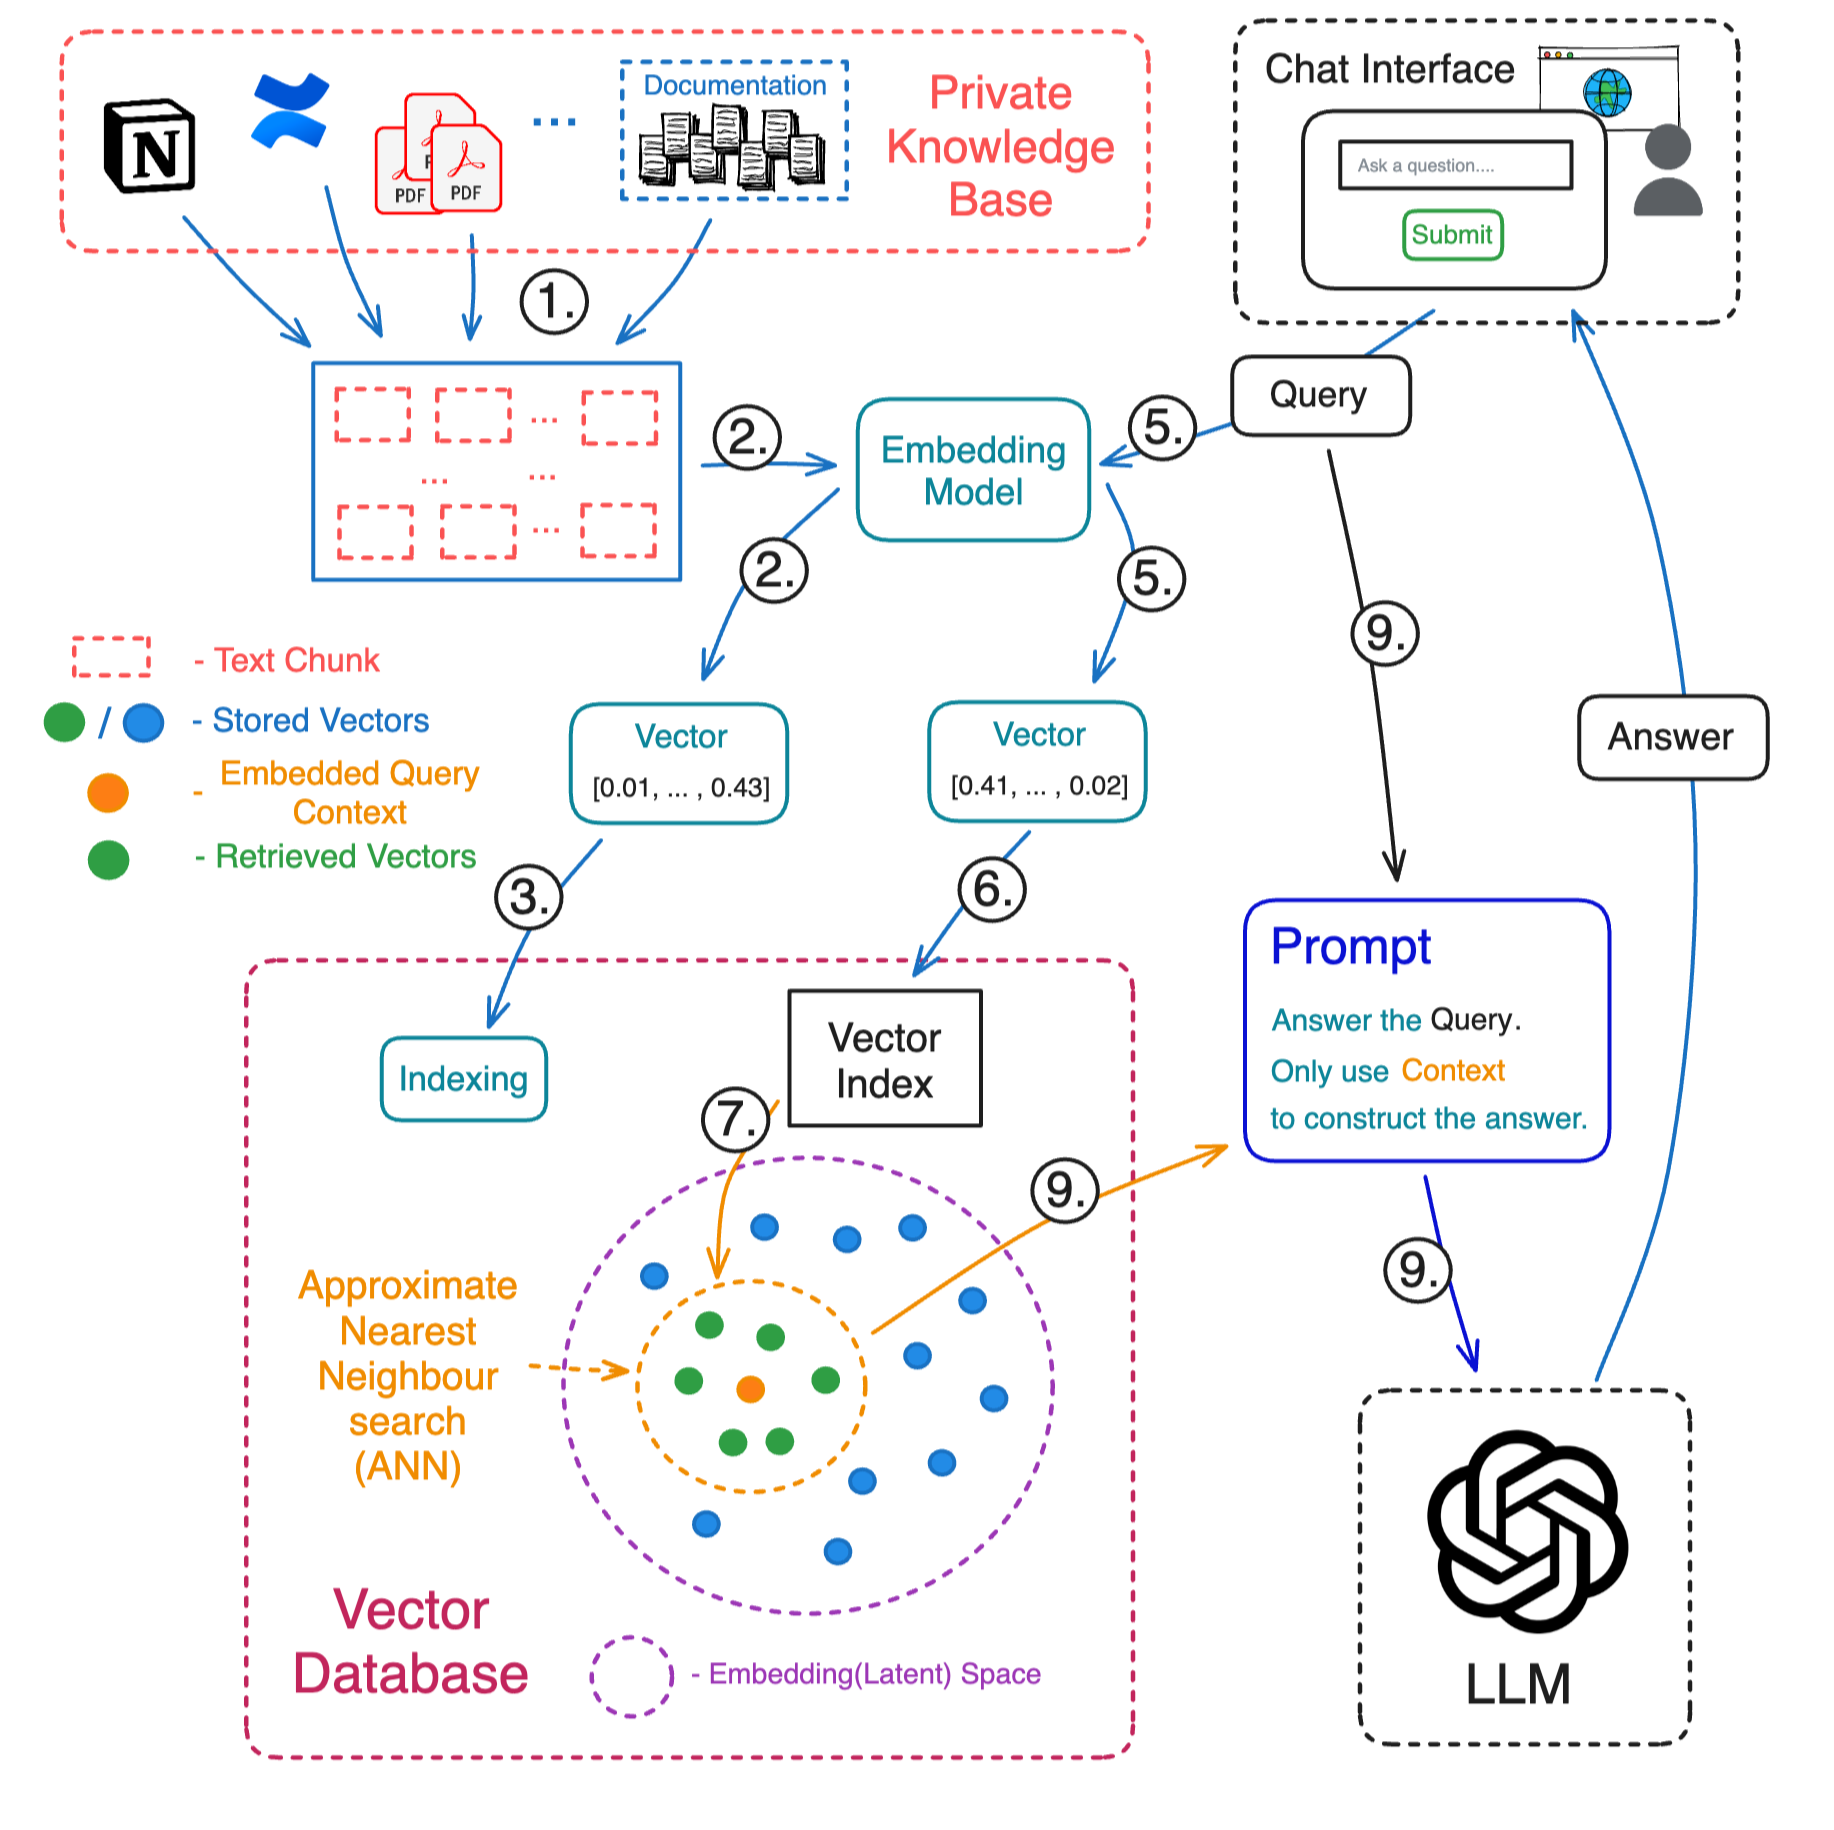 N
PDF
PDF
...
Documentation
Private
Knowledge
Base
Chat Interface
Ask a question....
Submit
1.
...
...
...
...
2.
Embedding
Model
5.
Query
2.
5.
9.
- Text Chunk
/ - Stored Vectors
- Embedded Query
Context
- Retrieved Vectors
Vector
[0.01, ... , 0.43]
Vector
[0.41, ... , 0.02]
Answer
3.
6.
Prompt
Answer the Query.
Only use Context
to construct the answer.
Indexing
Vector
Index
7.
9.
9.
Approximate
Nearest
Neighbour
search
(ANN)
Vector
Database
- Embedding(Latent) Space
LLM